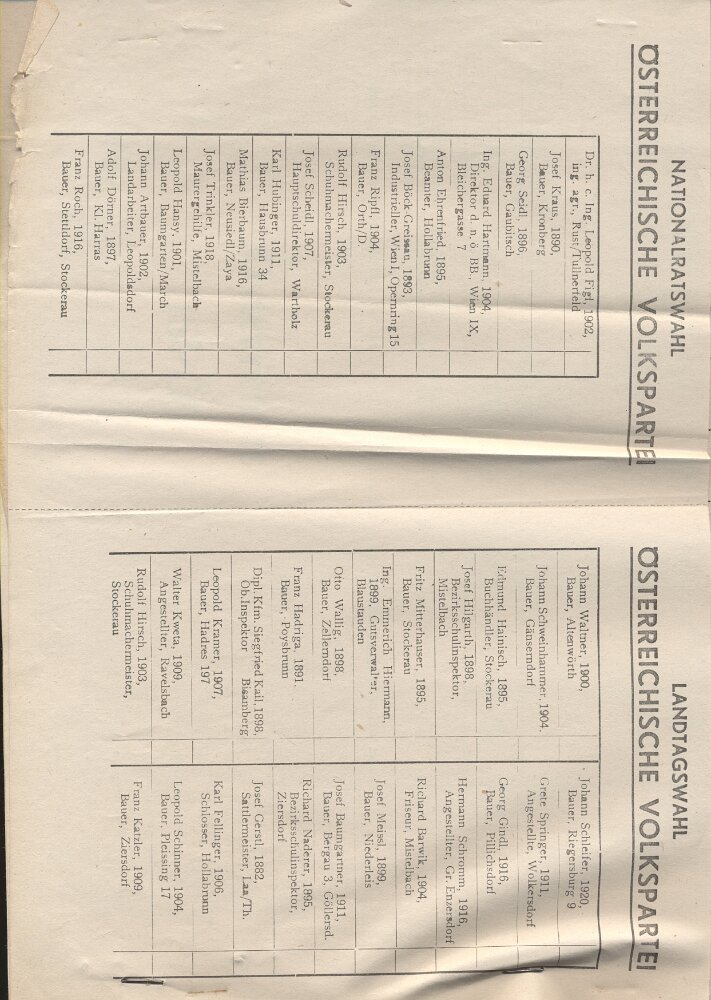 NATIONALRATSWAHL
ÖSTERREICHISCHE VOLKSPARTEI
Dr. h. c. Ing. Leopold Figl, 1902,
ing. agr., Rust/Tullnerfeld
Josef Kraus, 1890,
Bauer, Kronberg
Georg Seidl, 1896,
Bauer, Gaubitsch
Ing. Eduard Hartmann, 1904,
Direktor d. n. ö. BB., Wien IX,
Bleichergasse 7
Anton Ehrenfried, 1895,
Beamter, Hollabrunn
Josef Böck-Greissau, 1893,
Industrieller, Wien I, Opernring 15
Franz Ripfl, 1904,
Bauer, Orth/D.
Rudolf Hirsch, 1903,
Schuhmachermeister, Stockerau
Josef Scheidl, 1907,
Hauptschuldirektor, Wartholz
Karl Hubinger, 1911,
Bauer, Hausbrunn 34
Mathias Bierbaum, 1916,
Bauer, Neusiedl/Zaya
Josef Trinkler, 1918,
Maurergehilfe, Mistelbach
Leopold Hansy, 1901,
Bauer, Baumgarten/March
Johann Artbauer, 1902,
Landarbeiter, Leopoldsdorf
Adolf Dörner, 1897,
Bauer, Kl. Harras
Franz Roch, 1916,
Bauer, Stetteldorf, Stockerau
LANDTAGSWAHL
ÖSTERREICHISCHE VOLKSPARTEI
Johann Waltner, 1900,
Bauer, Altenwörth
Johann Schweinhammer, 1904,
Bauer, Gänserndorf
Edmund Hainisch, 1895,
Buchhändler, Stockerau
Josef Hilgarth, 1898,
Bezirksschulinspektor,
Mistelbach
Fritz Mitterhauser, 1895,
Bauer, Stockerau
Ing. Emmerich Hiermann,
1899, Gutsverwalter,
Blaustauden
Otto Wallig, 1898,
Bauer, Zellerndorf
Franz Hadriga, 1891
Bauer, Poysbrunn
Dipl. Kfm. Siegfried Kail, 1898,
Ob. Inspektor Bisamberg
Leopold Kramer, 1907,
Bauer, Hadres 197
Walter Kweta, 1909,
Angestellter, Ravelsbach
Rudolf Hirsch, 1903,
Schuhmachermeister,
Stockerau
Johann Schleifer, 1920,
Bauer, Riegersburg 9
Grete Springer, 1911,
Angestellte, Wolkersdorf
Georg Gindl, 1916,
Bauer, Pillichsdorf
Hermann Schromm, 1916,
Angestellter, Gr. Enzersdorf
Richard Barwik, 1904,
Friseur, Mistelbach
Josef Meissl, 1899,
Bauer, Niederleis
Josef Baumgartner, 1911,
Bauer, Bergau 3, Göllersd.
Richard Naderer, 1895,
Bezirksschulinspektor,
Ziersdorf
Josef Gerstl, 1882,
Sattlermeister, Laa/Th.
Karl Fellinger, 1906,
Schlosser, Hollabrunn
Leopold Schinner, 1904,
Bauer, Pleissing 17
Franz Katzler, 1909,
Bauer, Ziersdorf